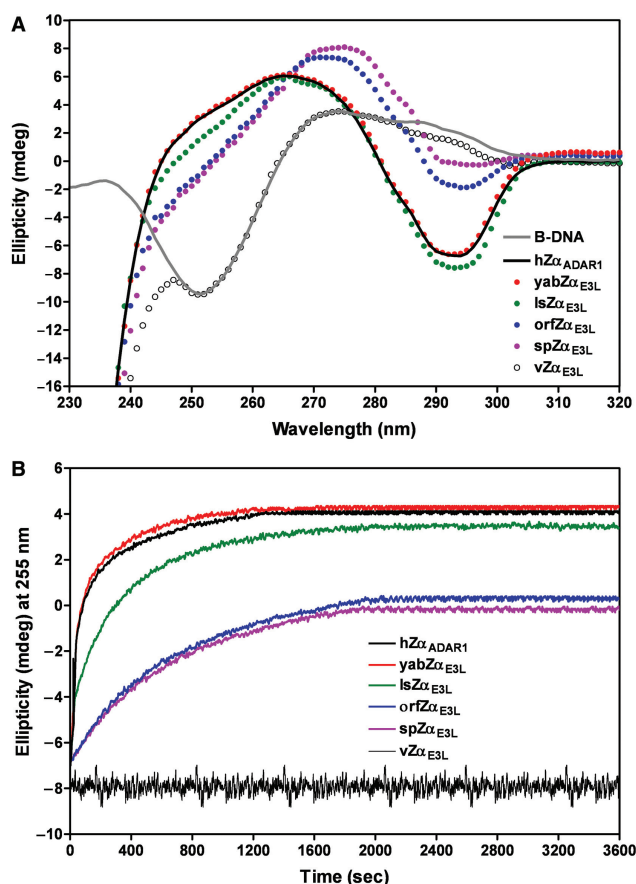 A
Ellipticity (mdeg)
10
8
6
4
2
0
−2
−4
−6
−8
−10
−12
−14
−16
B-DNA
hZαADAR1
yabZαE3L
lsZαE3L
orfZαE3L
spZαE3L
vZαE3L
230 240 250 260 270 280 290 300 310 320
Wavelength (nm)
B
Ellipticity (mdeg) at 255 nm
6
4
2
0
−2
−4
−6
−8
−10
hZαADAR1
yabZαE3L
lsZαE3L
orfZαE3L
spZαE3L
vZαE3L
0 400 800 1200 1600 2000 2400 2800 3200 3600
Time (sec)